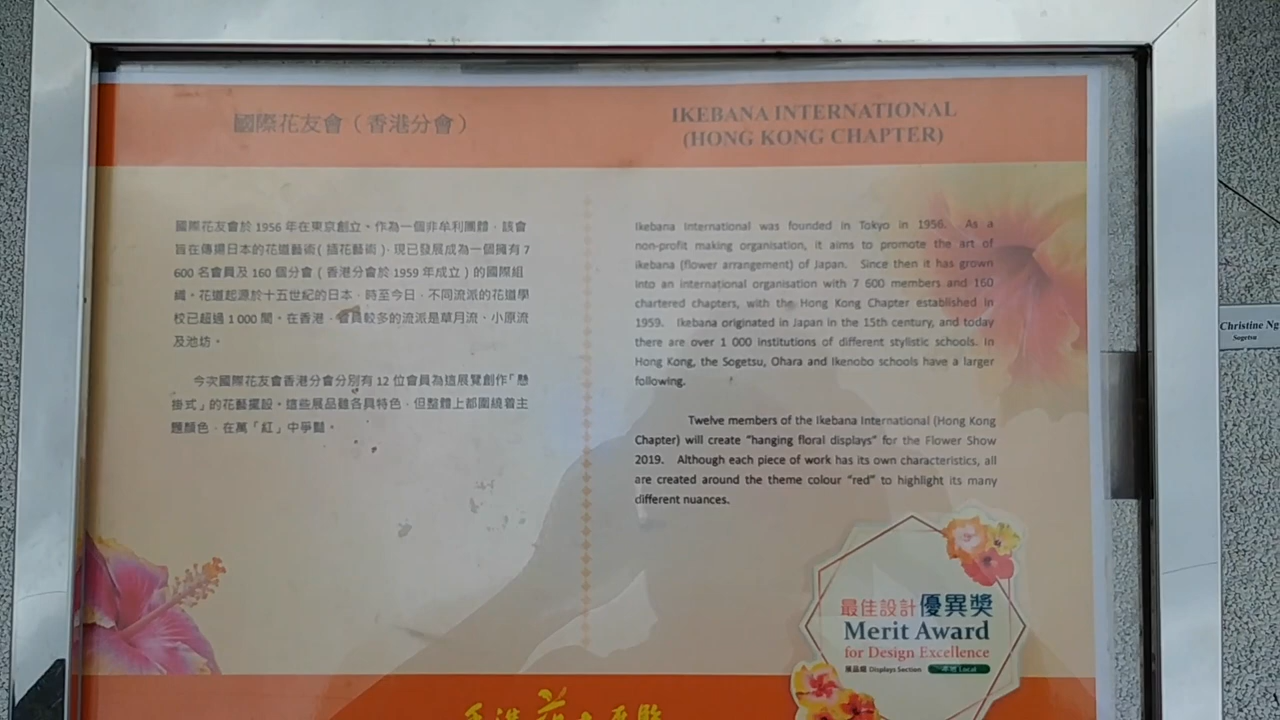 國際花友會（香港分會）
國際花友會於 1956 年在東京創立。作為一個非牟利團體，該會
旨在傳揚日本的花道藝術( 插花藝術 )，現已發展成為一個擁有 7
600 名會員及 160 個分會（香港分會於 1959 年成立）的國際組
織。花道起源於十五世紀的日本，時至今日，不同流派的花道學
校已超過 1 000 間。在香港，會員較多的流派是草月流、小原流
及池坊。
今次國際花友會香港分會分別有 12 位會員為這展覽創作「懸
掛式」的花藝擺設。這些展品雖各具特色，但整體上都圍繞着主
題顏色，在萬「紅」中爭豔。
IKEBANA INTERNATIONAL
(HONG KONG CHAPTER)
Ikebana International was founded in Tokyo in 1956. As a
non-profit making organisation, it aims to promote the art of
ikebana (flower arrangement) of Japan. Since then it has grown
into an international organisation with 7 600 members and 160
chartered chapters, with the Hong Kong Chapter established in
1959. Ikebana originated in Japan in the 15th century, and today
there are over 1 000 institutions of different stylistic schools. In
Hong Kong, the Sogetsu, Ohara and Ikenobo schools have a larger
following.
Twelve members of the Ikebana International (Hong Kong
Chapter) will create "hanging floral displays" for the Flower Show
2019. Although each piece of work has its own characteristics, all
are created around the theme colour "red" to highlight its many
different nuances.
最佳設計優異獎
Merit Award
for Design Excellence
展品組 Displays Section 本地 Local
Christine Ng
Sogetsu